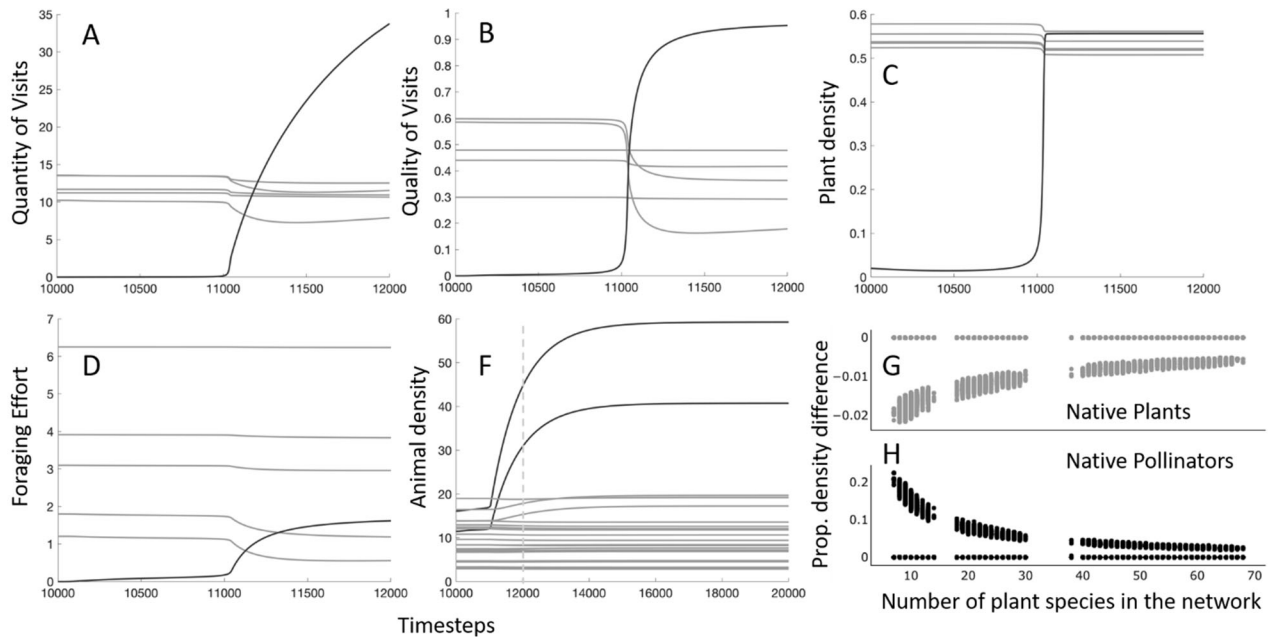 A
Quantity of Visits
35
30
25
20
15
10
5
0
10000 10500 11000 11500 12000
B
Quality of Visits
1
0.9
0.8
0.7
0.6
0.5
0.4
0.3
0.2
0.1
0
10000 10500 11000 11500 12000
C
Plant density
0.6
0.5
0.4
0.3
0.2
0.1
0
10000 10500 11000 11500 12000
D
Foraging Effort
7
6
5
4
3
2
1
0
10000 10500 11000 11500 12000
F
Animal density
60
50
40
30
20
10
0
10000 12000 14000 16000 18000 20000
Timesteps
G
Prop. density difference
0
−0.01
−0.02
Native Plants
H
Native Pollinators
0.2
0.1
0
10 20 30 40 50 60 70
Number of plant species in the network